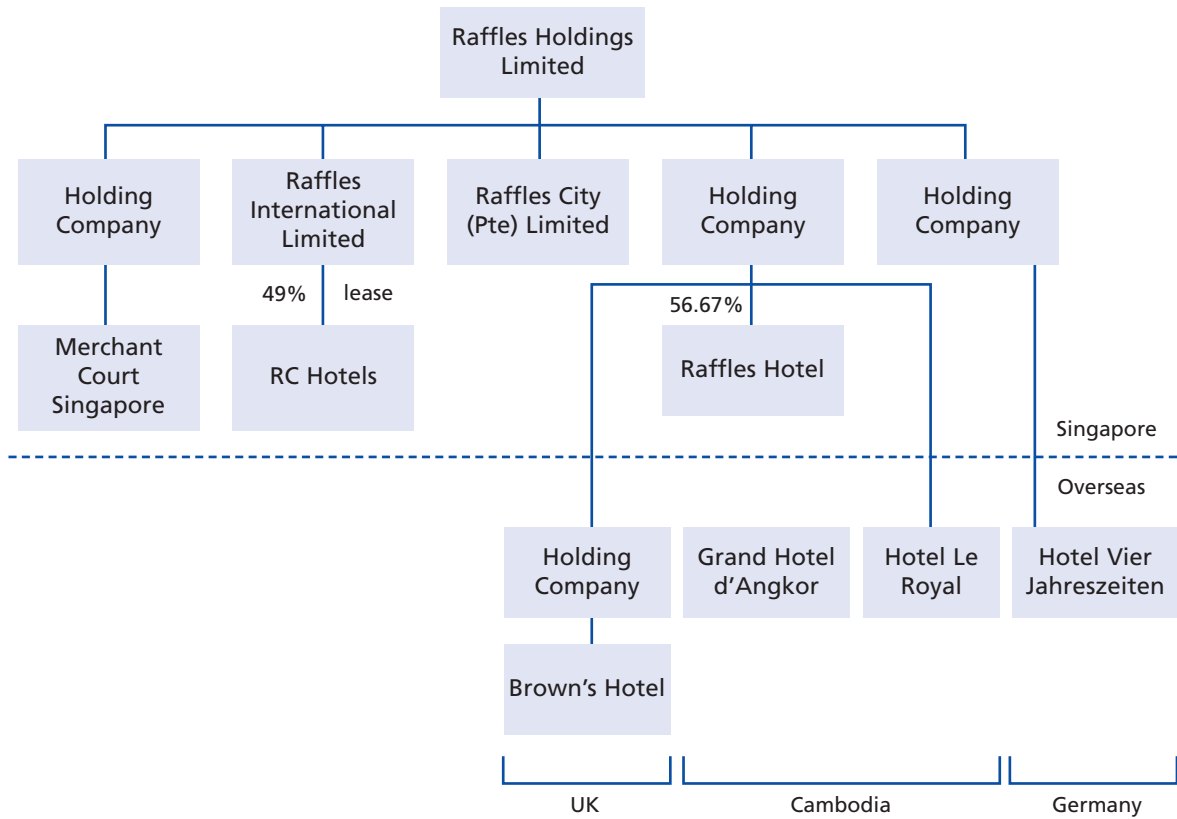 Raffles Holdings
Limited
Holding
Company
Raffles
International
Limited
Raffles City
(Pte) Limited
Holding
Company
Holding
Company
49%
lease
56.67%
Merchant
Court
Singapore
RC Hotels
Raffles Hotel
Singapore
Overseas
Holding
Company
Grand Hotel
d’Angkor
Hotel Le
Royal
Hotel Vier
Jahreszeiten
Brown’s Hotel
UK
Cambodia
Germany